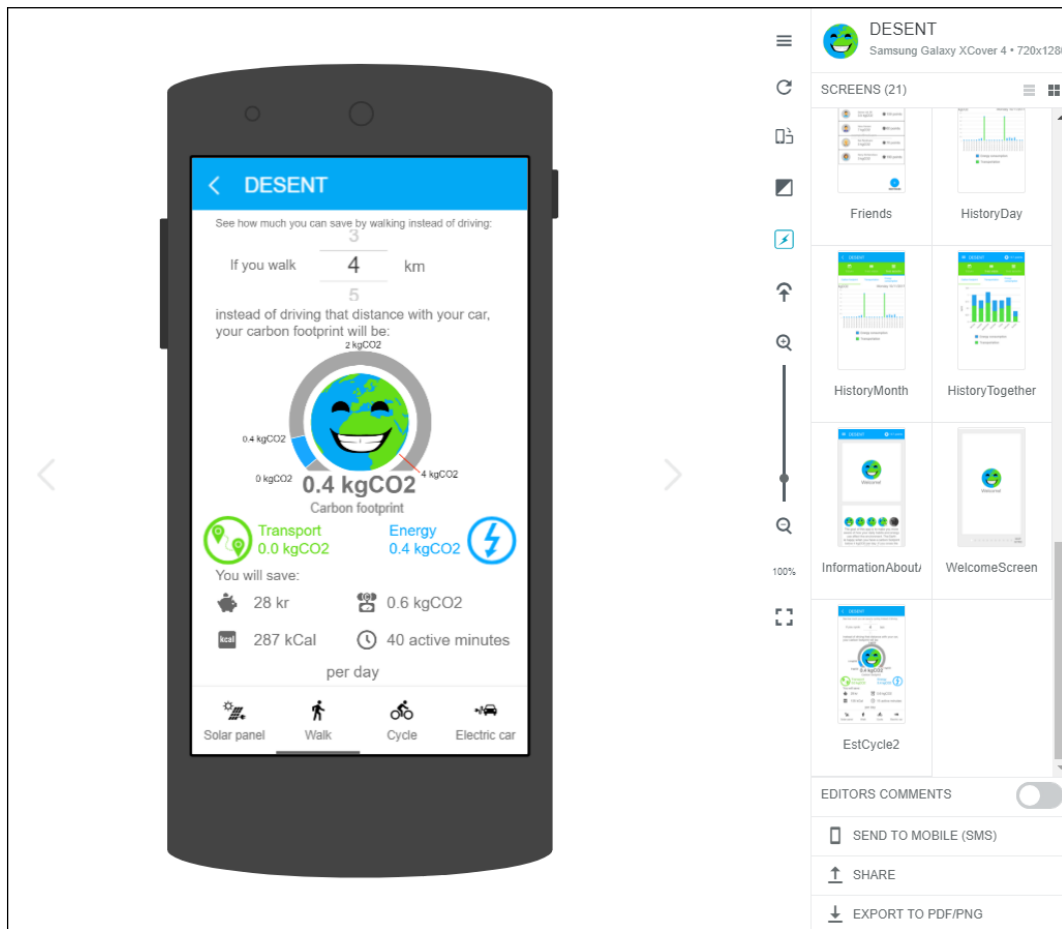 DESENT
See how much you can save by walking instead of driving:
3
If you walk 4 km
5
instead of driving that distance with your car,
your carbon footprint will be:
2 kgCO2
0.4 kgCO2
0 kgCO2
4 kgCO2
0.4 kgCO2
Carbon footprint
Transport
0.0 kgCO2
Energy
0.4 kgCO2
You will save:
28 kr
0.6 kgCO2
kcal
287 kCal
40 active minutes
per day
Solar panel
Walk
Cycle
Electric car
100%
DESENT
Samsung Galaxy XCover 4 • 720x128
SCREENS (21)
Friends
HistoryDay
HistoryMonth
HistoryTogether
InformationAbout
WelcomeScreen
EstCycle2
EDITORS COMMENTS
SEND TO MOBILE (SMS)
SHARE
EXPORT TO PDF/PNG